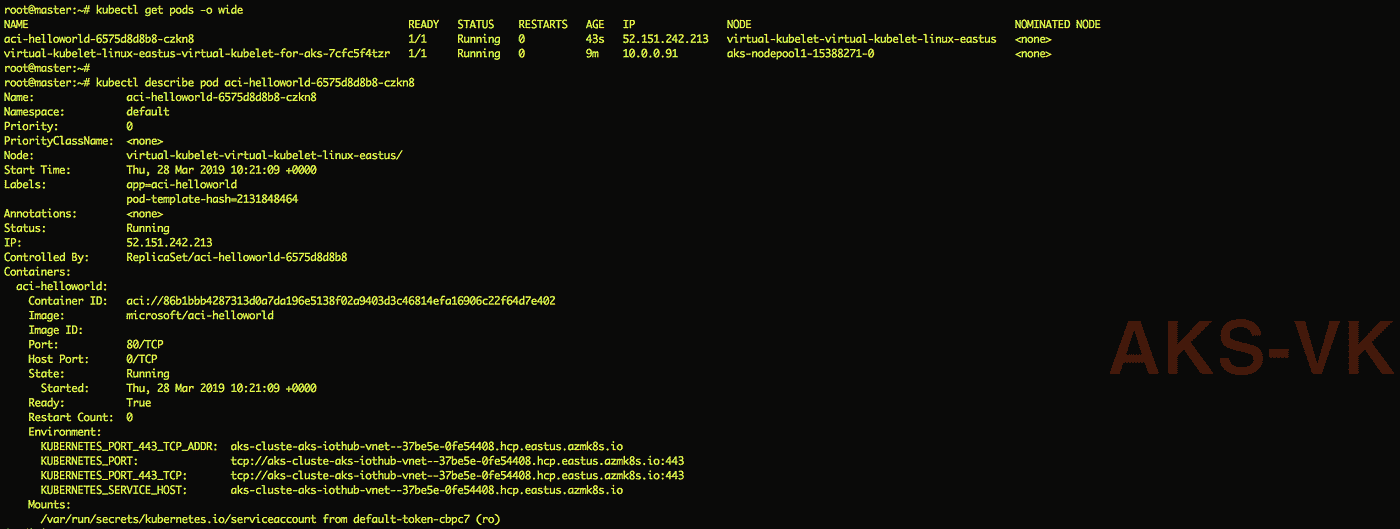 root@master:~# kubectl get pods -o wide
NAME READY STATUS RESTARTS AGE IP NODE NOMINATED NODE
aci-helloworld-6575d8d8b8-czkn8 1/1 Running 0 43s 52.151.242.213 virtual-kubelet-virtual-kubelet-linux-eastus <none>
virtual-kubelet-linux-eastus-virtual-kubelet-for-aks-7cfc5f4tzr 1/1 Running 0 9m 10.0.0.91 aks-nodepool1-15388271-0 <none>
root@master:~#
root@master:~# kubectl describe pod aci-helloworld-6575d8d8b8-czkn8
Name: aci-helloworld-6575d8d8b8-czkn8
Namespace: default
Priority: 0
PriorityClassName: <none>
Node: virtual-kubelet-virtual-kubelet-linux-eastus/
Start Time: Thu, 28 Mar 2019 10:21:09 +0000
Labels: app=aci-helloworld
pod-template-hash=2131848464
Annotations: <none>
Status: Running
IP: 52.151.242.213
Controlled By: ReplicaSet/aci-helloworld-6575d8d8b8
Containers:
aci-helloworld:
Container ID: aci://86b1bbb4287313d0a7da196e5138f02a9403d3c46814efa16906c22f64d7e402
Image: microsoft/aci-helloworld
Image ID:
Port: 80/TCP
Host Port: 0/TCP
State: Running
Started: Thu, 28 Mar 2019 10:21:09 +0000
Ready: True
Restart Count: 0
Environment:
KUBERNETES_PORT_443_TCP_ADDR: aks-cluste-aks-iothub-vnet--37be5e-0fe54408.hcp.eastus.azmk8s.io
KUBERNETES_PORT: tcp://aks-cluste-aks-iothub-vnet--37be5e-0fe54408.hcp.eastus.azmk8s.io:443
KUBERNETES_PORT_443_TCP: tcp://aks-cluste-aks-iothub-vnet--37be5e-0fe54408.hcp.eastus.azmk8s.io:443
KUBERNETES_SERVICE_HOST: aks-cluste-aks-iothub-vnet--37be5e-0fe54408.hcp.eastus.azmk8s.io
Mounts:
/var/run/secrets/kubernetes.io/serviceaccount from default-token-cbpc7 (ro)
AKS-VK